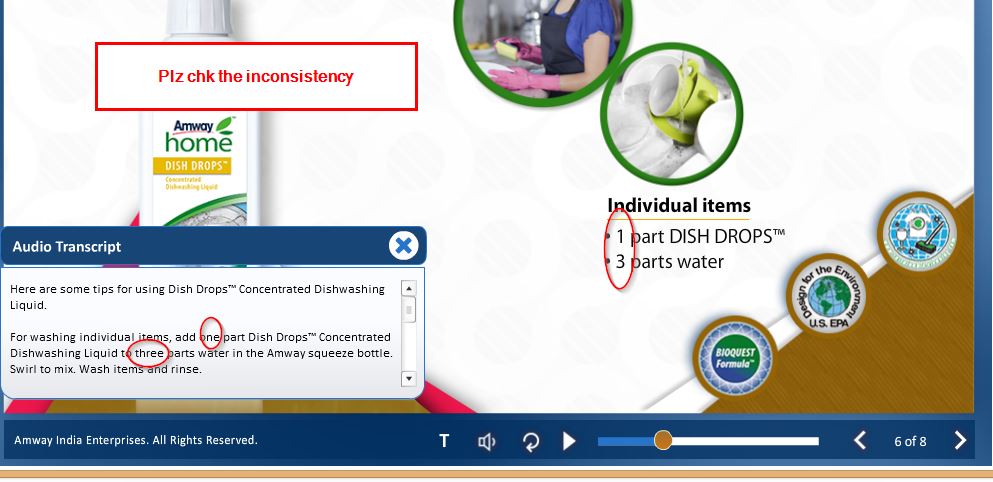 Plz chk the inconsistency
Amway
home
DISH DROPS™
Concentrated
Dishwashing Liquid
Individual items
• 1 part DISH DROPS™
• 3 parts water
Design for the Environment
U.S. EPA
BIOQUEST
Formula™
Audio Transcript
Here are some tips for using Dish Drops™ Concentrated Dishwashing
Liquid.
For washing individual items, add one part Dish Drops™ Concentrated
Dishwashing Liquid to three parts water in the Amway squeeze bottle.
Swirl to mix. Wash items and rinse.
Amway India Enterprises. All Rights Reserved.
T
6 of 8